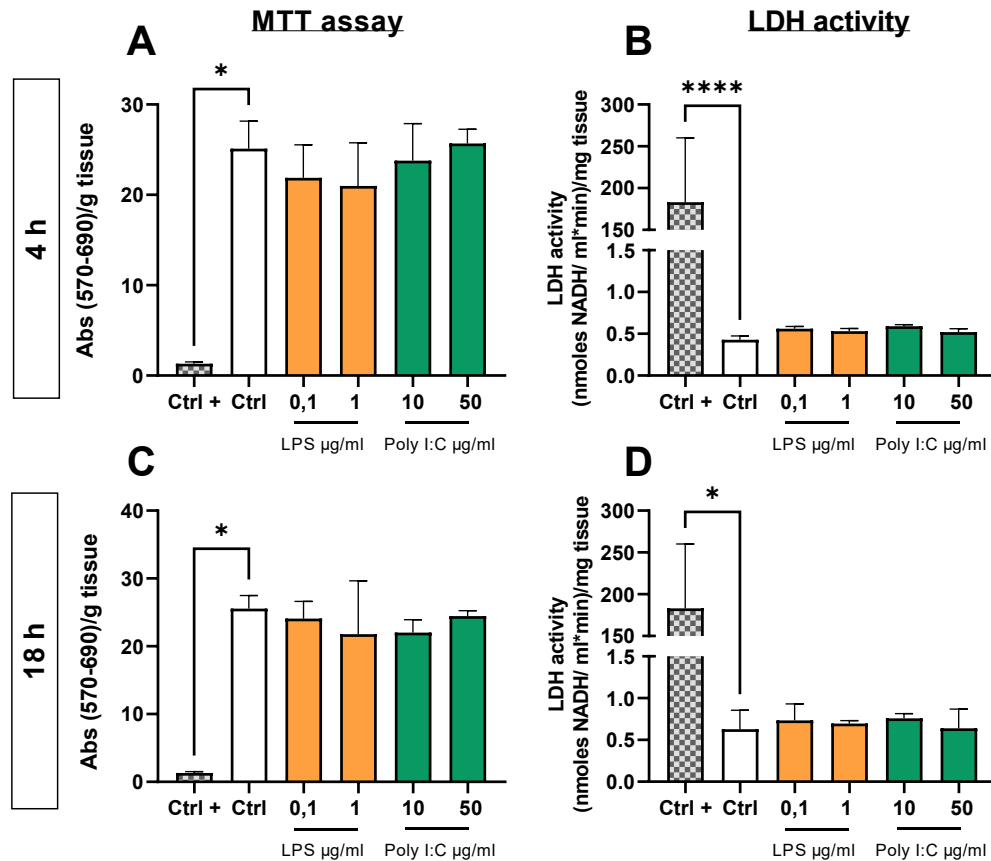 MTT assay
LDH activity
A
B
4 h
Abs (570-690)/g tissue
30
20
10
0
*
Ctrl + Ctrl 0,1 1 10 50
LPS µg/ml Poly I:C µg/ml
LDH activity
(nmoles NADH/ ml*min)/mg tissue
300
250
200
150
1.5
1.0
0.5
0.0
****
Ctrl + Ctrl 0,1 1 10 50
LPS µg/ml Poly I:C µg/ml
C
D
18 h
Abs (570-690)/g tissue
40
30
20
10
0
*
Ctrl + Ctrl 0,1 1 10 50
LPS µg/ml Poly I:C µg/ml
LDH activity
(nmoles NADH/ ml*min)/mg tissue
300
250
200
150
1.5
1.0
0.5
0.0
*
Ctrl + Ctrl 0,1 1 10 50
LPS µg/ml Poly I:C µg/ml